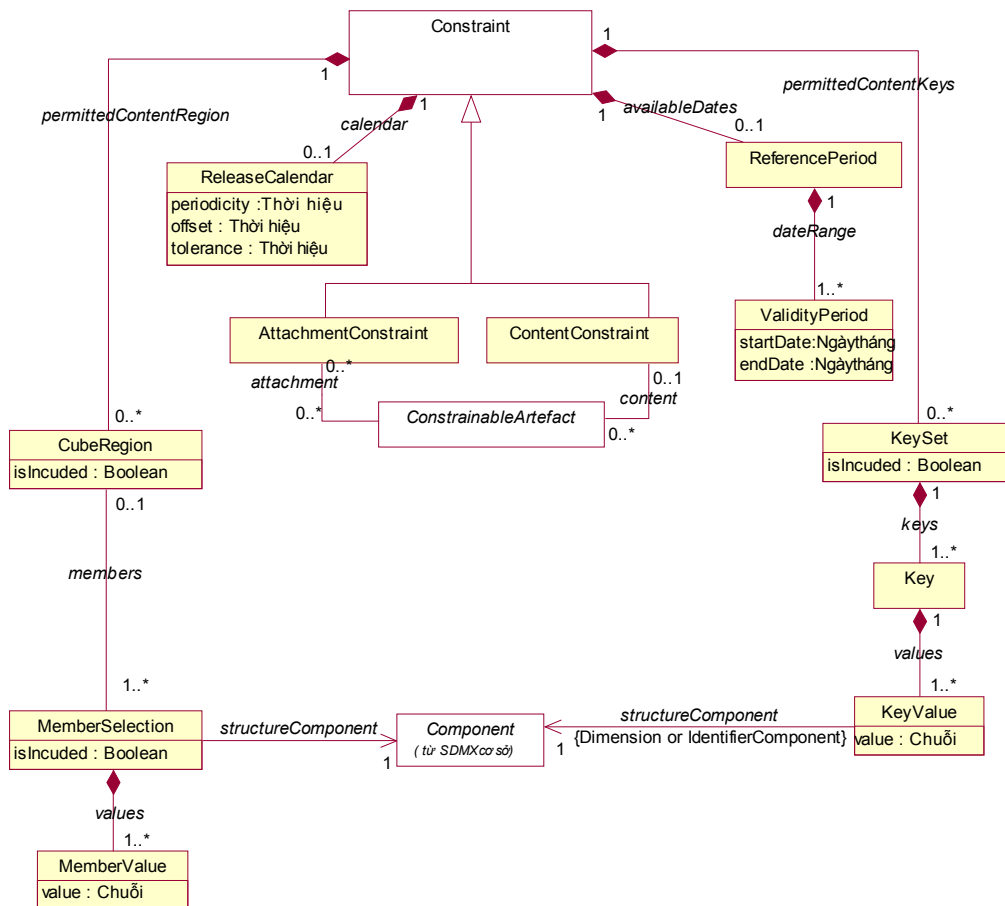 Constraint
1
1
1
1
permittedContentRegion
calendar
availableDates
permittedContentKeys
0..1
0..1
ReleaseCalendar
periodicity :Thời hiệu
offset : Thời hiệu
tolerance : Thời hiệu
ReferencePeriod
1
dateRange
1..*
ValidityPeriod
startDate:Ngàytháng
endDate :Ngàytháng
AttachmentConstraint
ContentConstraint
0..*
attachment
0..*
0..1
content
0..*
ConstrainableArtefact
0..*
CubeRegion
isIncuded : Boolean
0..1
0..*
KeySet
isIncuded : Boolean
1
keys
1..*
Key
1
values
1..*
members
1..*
MemberSelection
isIncuded : Boolean
structureComponent
1
Component
( từ SDMXcơ sở)
structureComponent
1
{Dimension or IdentifierComponent}
KeyValue
value : Chuỗi
values
1..*
MemberValue
value : Chuỗi